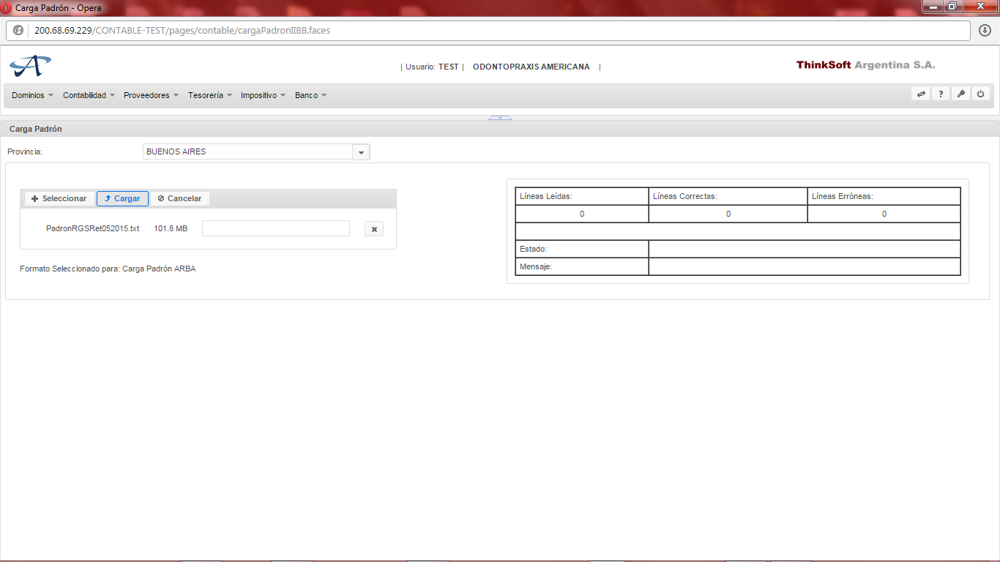 Carga Padrón - Opera
200.68.69.229/CONTABLE-TEST/pages/contable/cargaPadronIIBB.faces
| Usuario: TEST | ODONTOPRAXIS AMERICANA |
ThinkSoft Argentina S.A.
Dominios Contabilidad Proveedores Tesorería Impositivo Banco ?
Carga Padrón
Provincia: BUENOS AIRES
Seleccionar Cargar Cancelar
PadronRGSRet052015.txt 101.8 MB
Formato Seleccionado para: Carga Padrón ARBA
Líneas Leídas: Líneas Correctas: Líneas Erróneas:
0 0 0
Estado:
Mensaje: